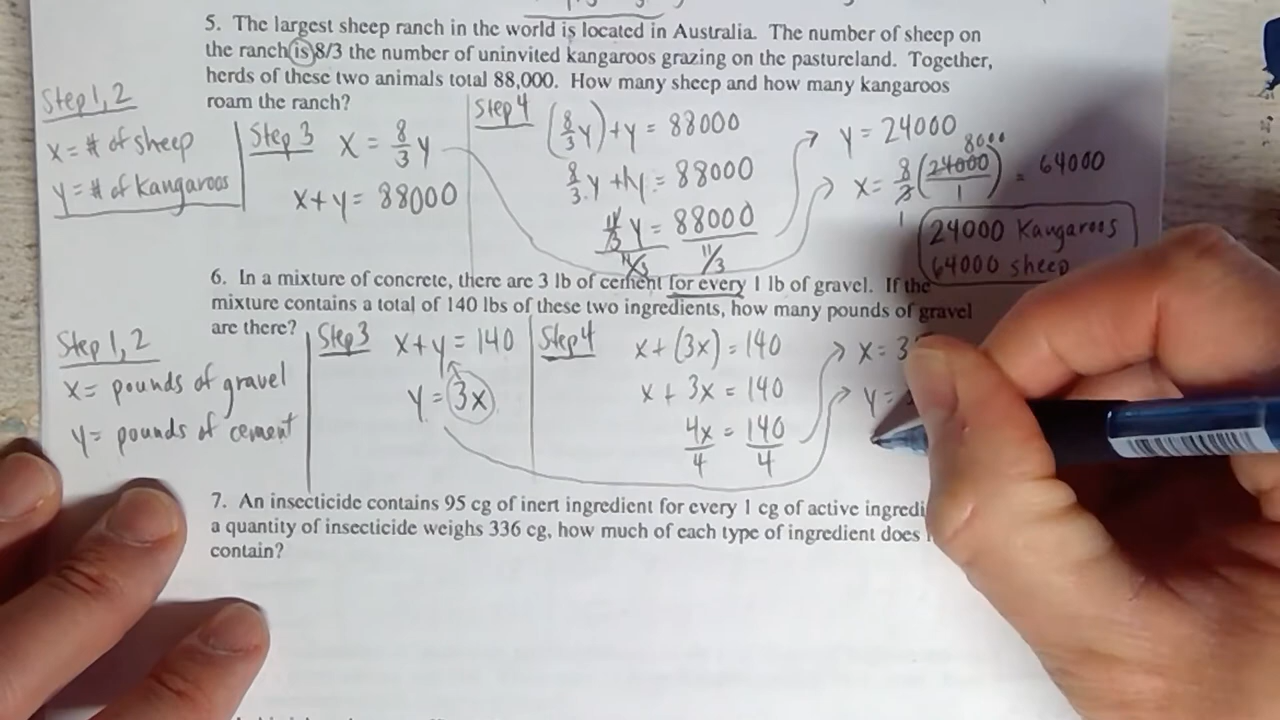 5. The largest sheep ranch in the world is located in Australia. The number of sheep on
the ranch is 8/3 the number of uninvited kangaroos grazing on the pastureland. Together,
herds of these two animals total 88,000. How many sheep and how many kangaroos
roam the ranch?
Step 1,2
x = # of sheep
y = # of kangaroos
Step 3
x = 8/3 y
x+y = 88000
Step 4
(8/3 y) + y = 88000
8/3 y + 1y = 88000
11/3 y = 88000
11/3 11/3
y = 24000
8000
x = 8/3 (24000/1) = 64000
1
24000 Kangaroos
64000 sheep
6. In a mixture of concrete, there are 3 lb of cement for every 1 lb of gravel. If the
mixture contains a total of 140 lbs of these two ingredients, how many pounds of gravel
are there?
Step 1,2
x = pounds of gravel
y = pounds of cement
Step 3
x+y = 140
y = 3x
Step 4
x + (3x) = 140
x + 3x = 140
4x = 140
4 4
x = 3
y =
7. An insecticide contains 95 cg of inert ingredient for every 1 cg of active ingredi
a quantity of insecticide weighs 336 cg, how much of each type of ingredient does
contain?